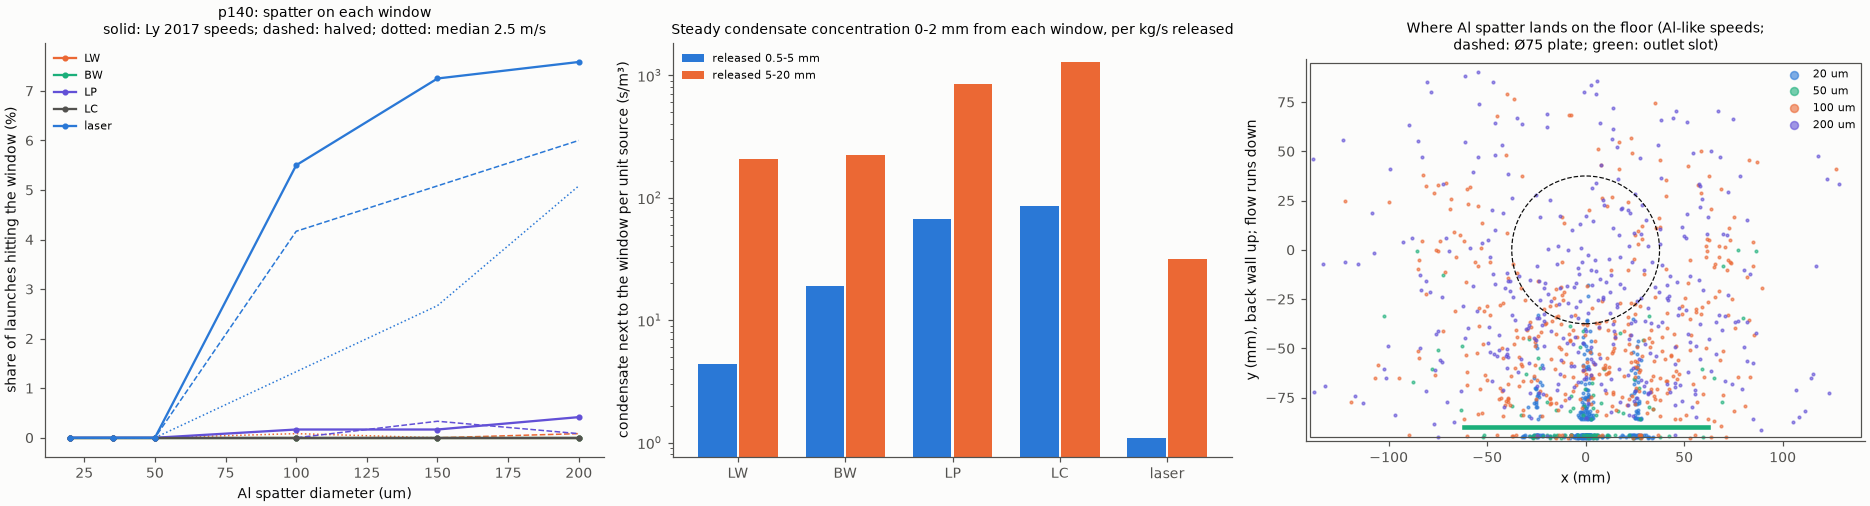 p140: spatter on each window
solid: Ly 2017 speeds; dashed: halved; dotted: median 2.5 m/s
share of launches hitting the window (%)
7
6
5
4
3
2
1
0
LW
BW
LP
LC
laser
25
50
75
100
125
150
175
200
Al spatter diameter (um)
Steady condensate concentration 0-2 mm from each window, per kg/s released
condensate next to the window per unit source (s/m³)
10³
10²
10¹
10⁰
released 0.5-5 mm
released 5-20 mm
LW
BW
LP
LC
laser
Where Al spatter lands on the floor (Al-like speeds;
dashed: Ø75 plate; green: outlet slot)
y (mm), back wall up; flow runs down
75
50
25
0
−25
−50
−75
20 um
50 um
100 um
200 um
−100
−50
0
50
100
x (mm)